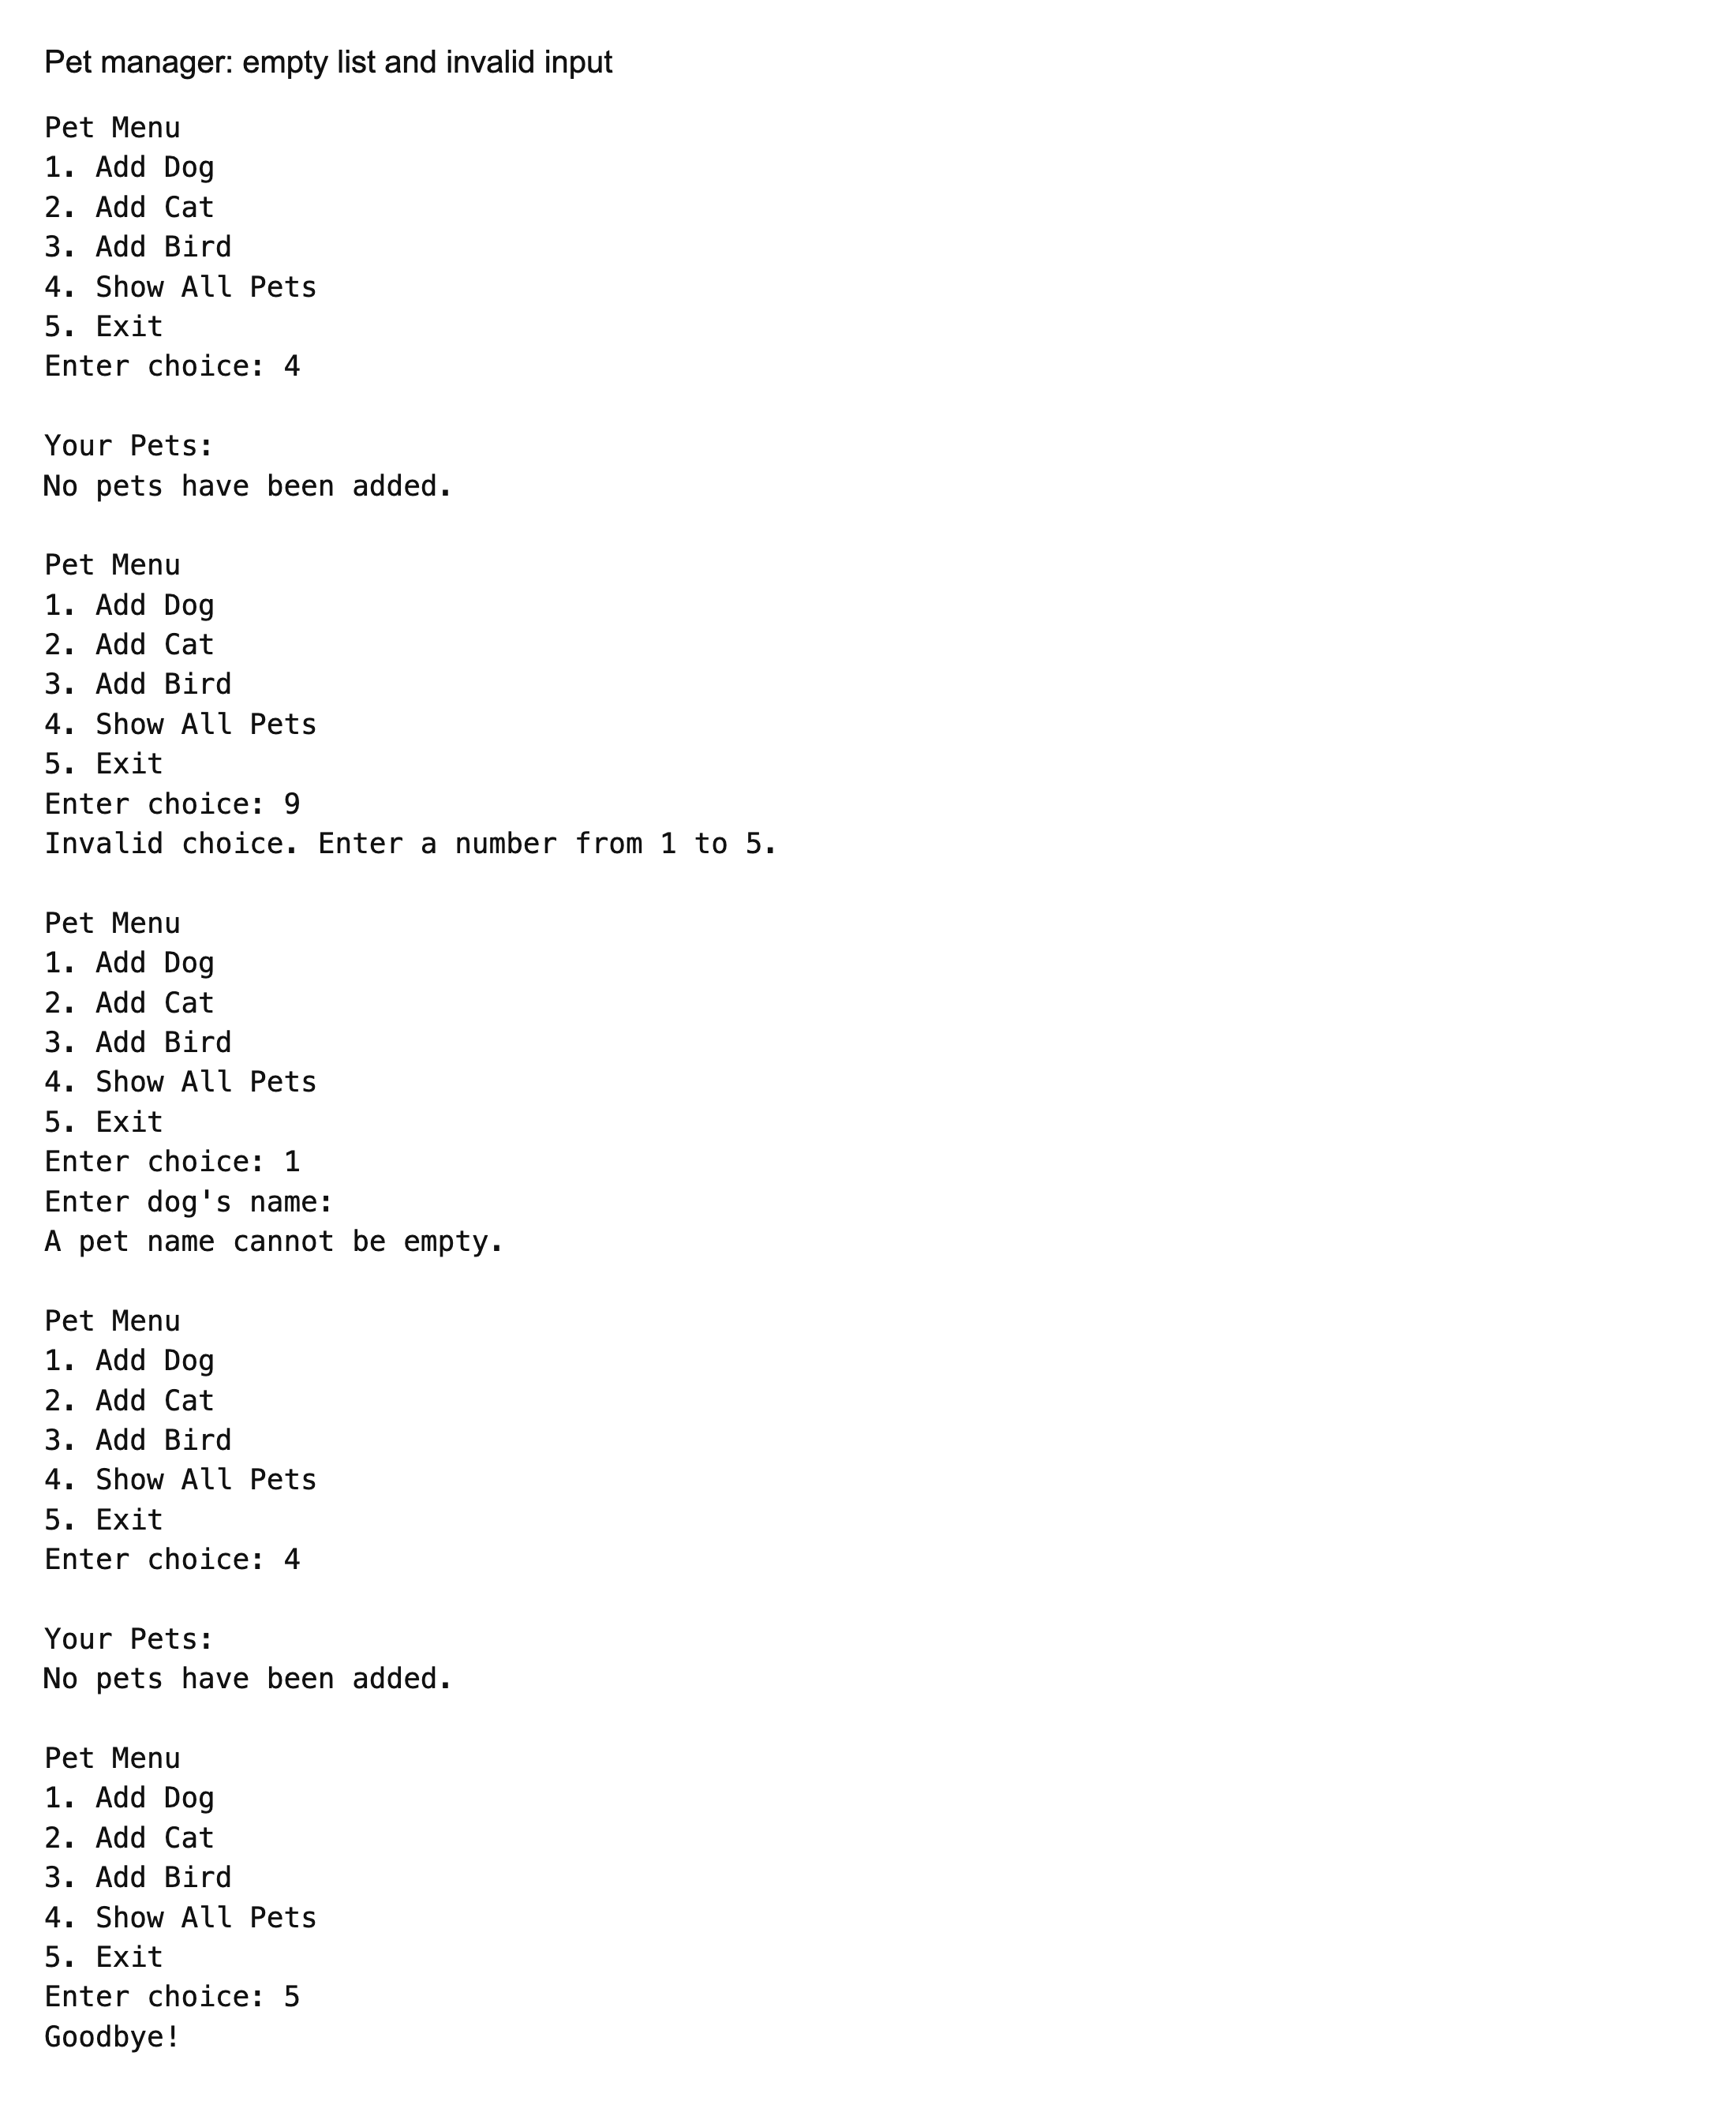 Pet manager: empty list and invalid input
Pet Menu
1. Add Dog
2. Add Cat
3. Add Bird
4. Show All Pets
5. Exit
Enter choice: 4
Your Pets:
No pets have been added.
Pet Menu
1. Add Dog
2. Add Cat
3. Add Bird
4. Show All Pets
5. Exit
Enter choice: 9
Invalid choice. Enter a number from 1 to 5.
Pet Menu
1. Add Dog
2. Add Cat
3. Add Bird
4. Show All Pets
5. Exit
Enter choice: 1
Enter dog's name:
A pet name cannot be empty.
Pet Menu
1. Add Dog
2. Add Cat
3. Add Bird
4. Show All Pets
5. Exit
Enter choice: 4
Your Pets:
No pets have been added.
Pet Menu
1. Add Dog
2. Add Cat
3. Add Bird
4. Show All Pets
5. Exit
Enter choice: 5
Goodbye!